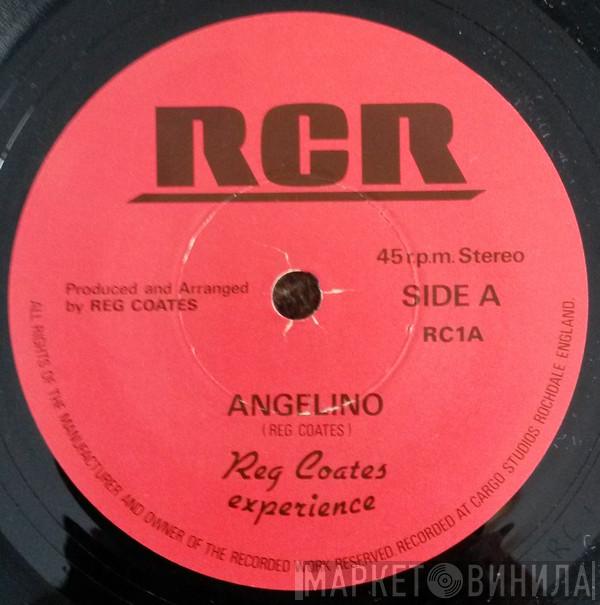 RCR
45 r.p.m. Stereo
Produced and Arranged
by REG COATES
SIDE A
RC1A
ANGELINO
(REG COATES)
Reg Coates
experience
ALL RIGHTS OF THE MANUFACTURER AND OWNER OF THE RECORDED WORK RESERVED. RECORDED AT CARGO STUDIOS ROCHDALE ENGLAND.
МАРКЕТ ВИНИЛА